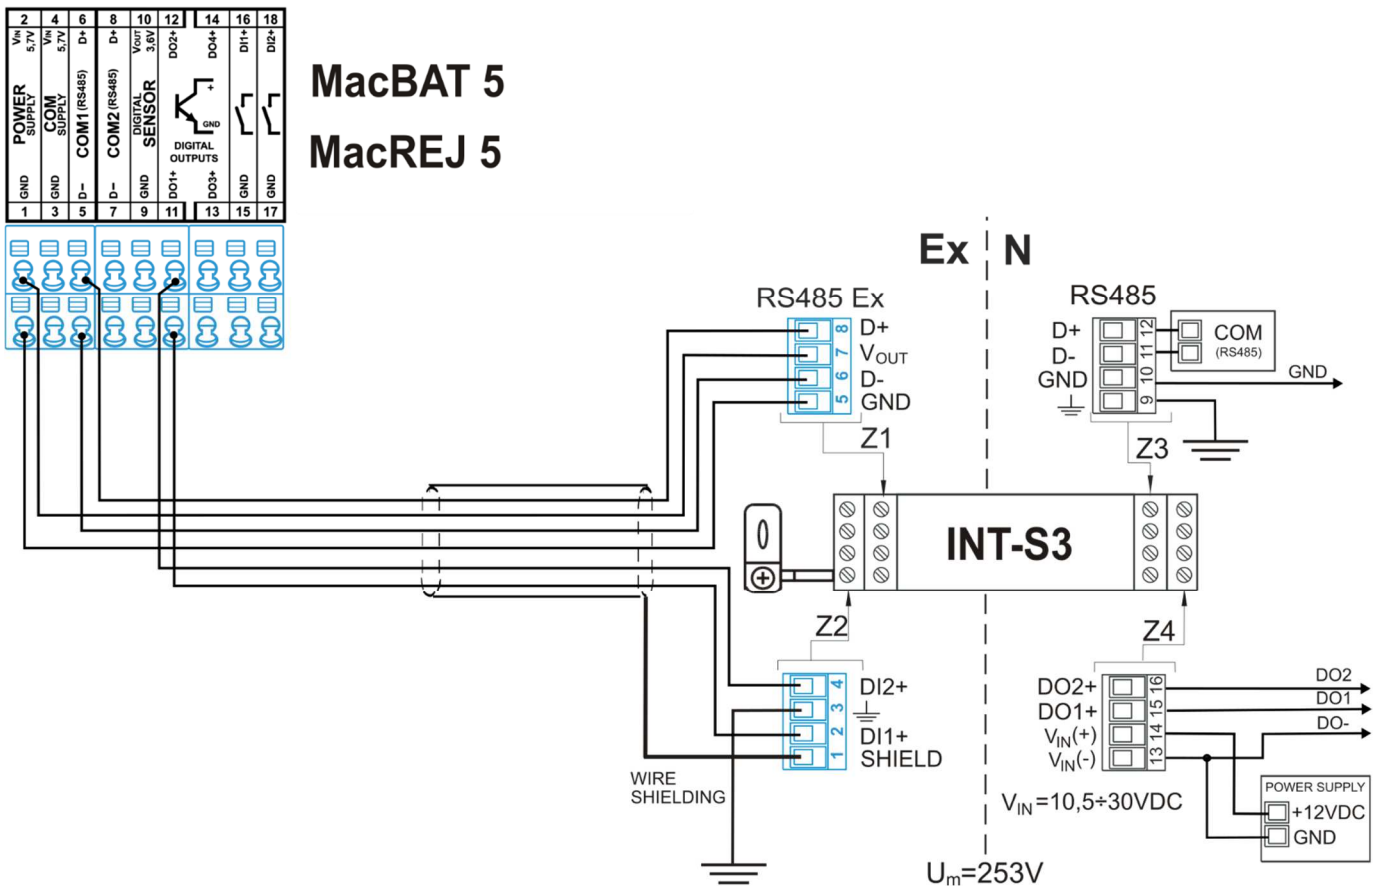 2 4 6 8 10 12 14 16 18
VIN 5,7V
VIN 5,7V
D+
D+
VOUT 3,6V
DO2+
DO4+
DI1+
DI2+
POWER SUPPLY
COM SUPPLY
COM1 (RS485)
COM2 (RS485)
DIGITAL SENSOR
+
GND
DIGITAL
OUTPUTS
GND
GND
D-
D-
GND
DO1+
DO3+
GND
GND
1 3 5 7 9 11 13 15 17
MacBAT 5
MacREJ 5
Ex N
RS485 Ex
8 D+
7 VOUT
6 D-
5 GND
Z1
RS485
D+ 12
D- 11
GND 10
9
COM
(RS485)
GND
Z3
INT-S3
Z2
4 DI2+
3
2 DI1+
1 SHIELD
WIRE
SHIELDING
Z4
DO2+ 16
DO1+ 15
VIN(+) 14
VIN(-) 13
DO2
DO1
DO-
VIN=10,5÷30VDC
POWER SUPPLY
+12VDC
GND
Um=253V